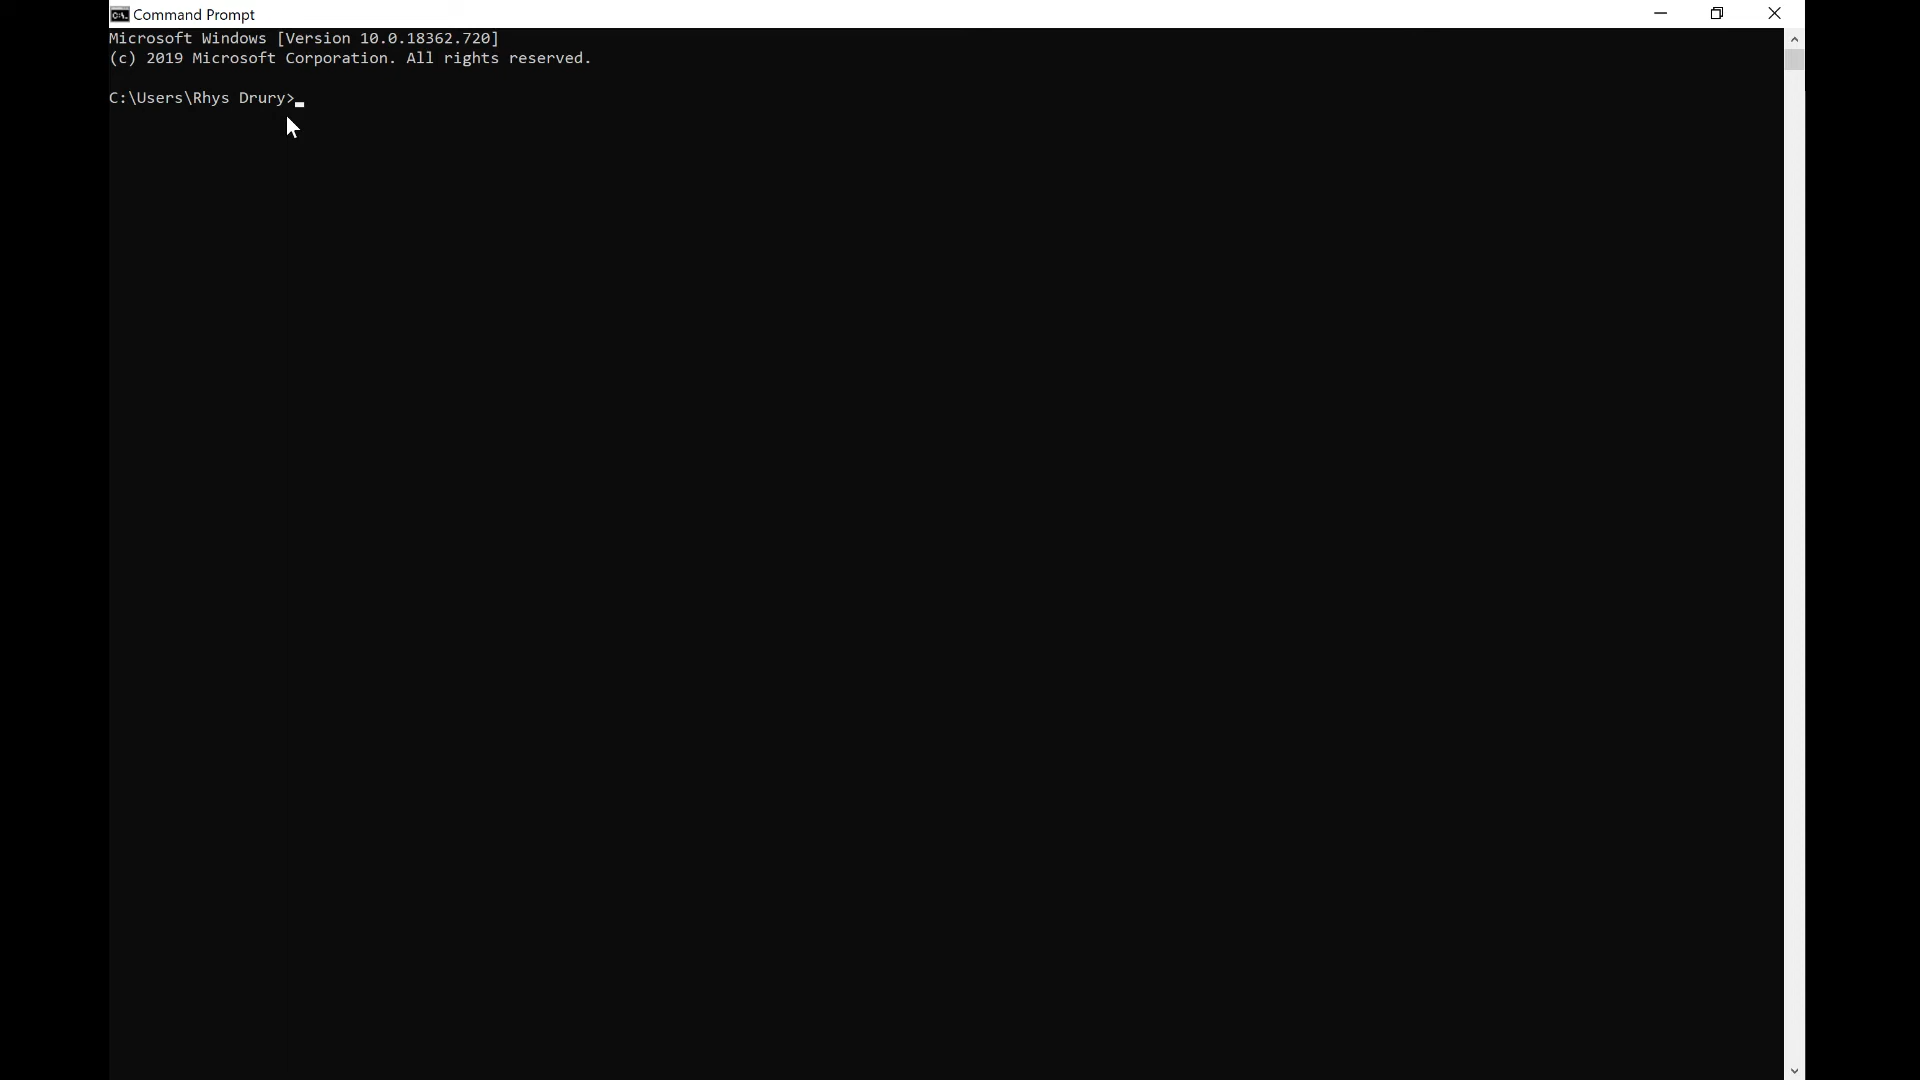 Command Prompt
Microsoft Windows [Version 10.0.18362.720]
(c) 2019 Microsoft Corporation. All rights reserved.
C:\Users\Rhys Drury>